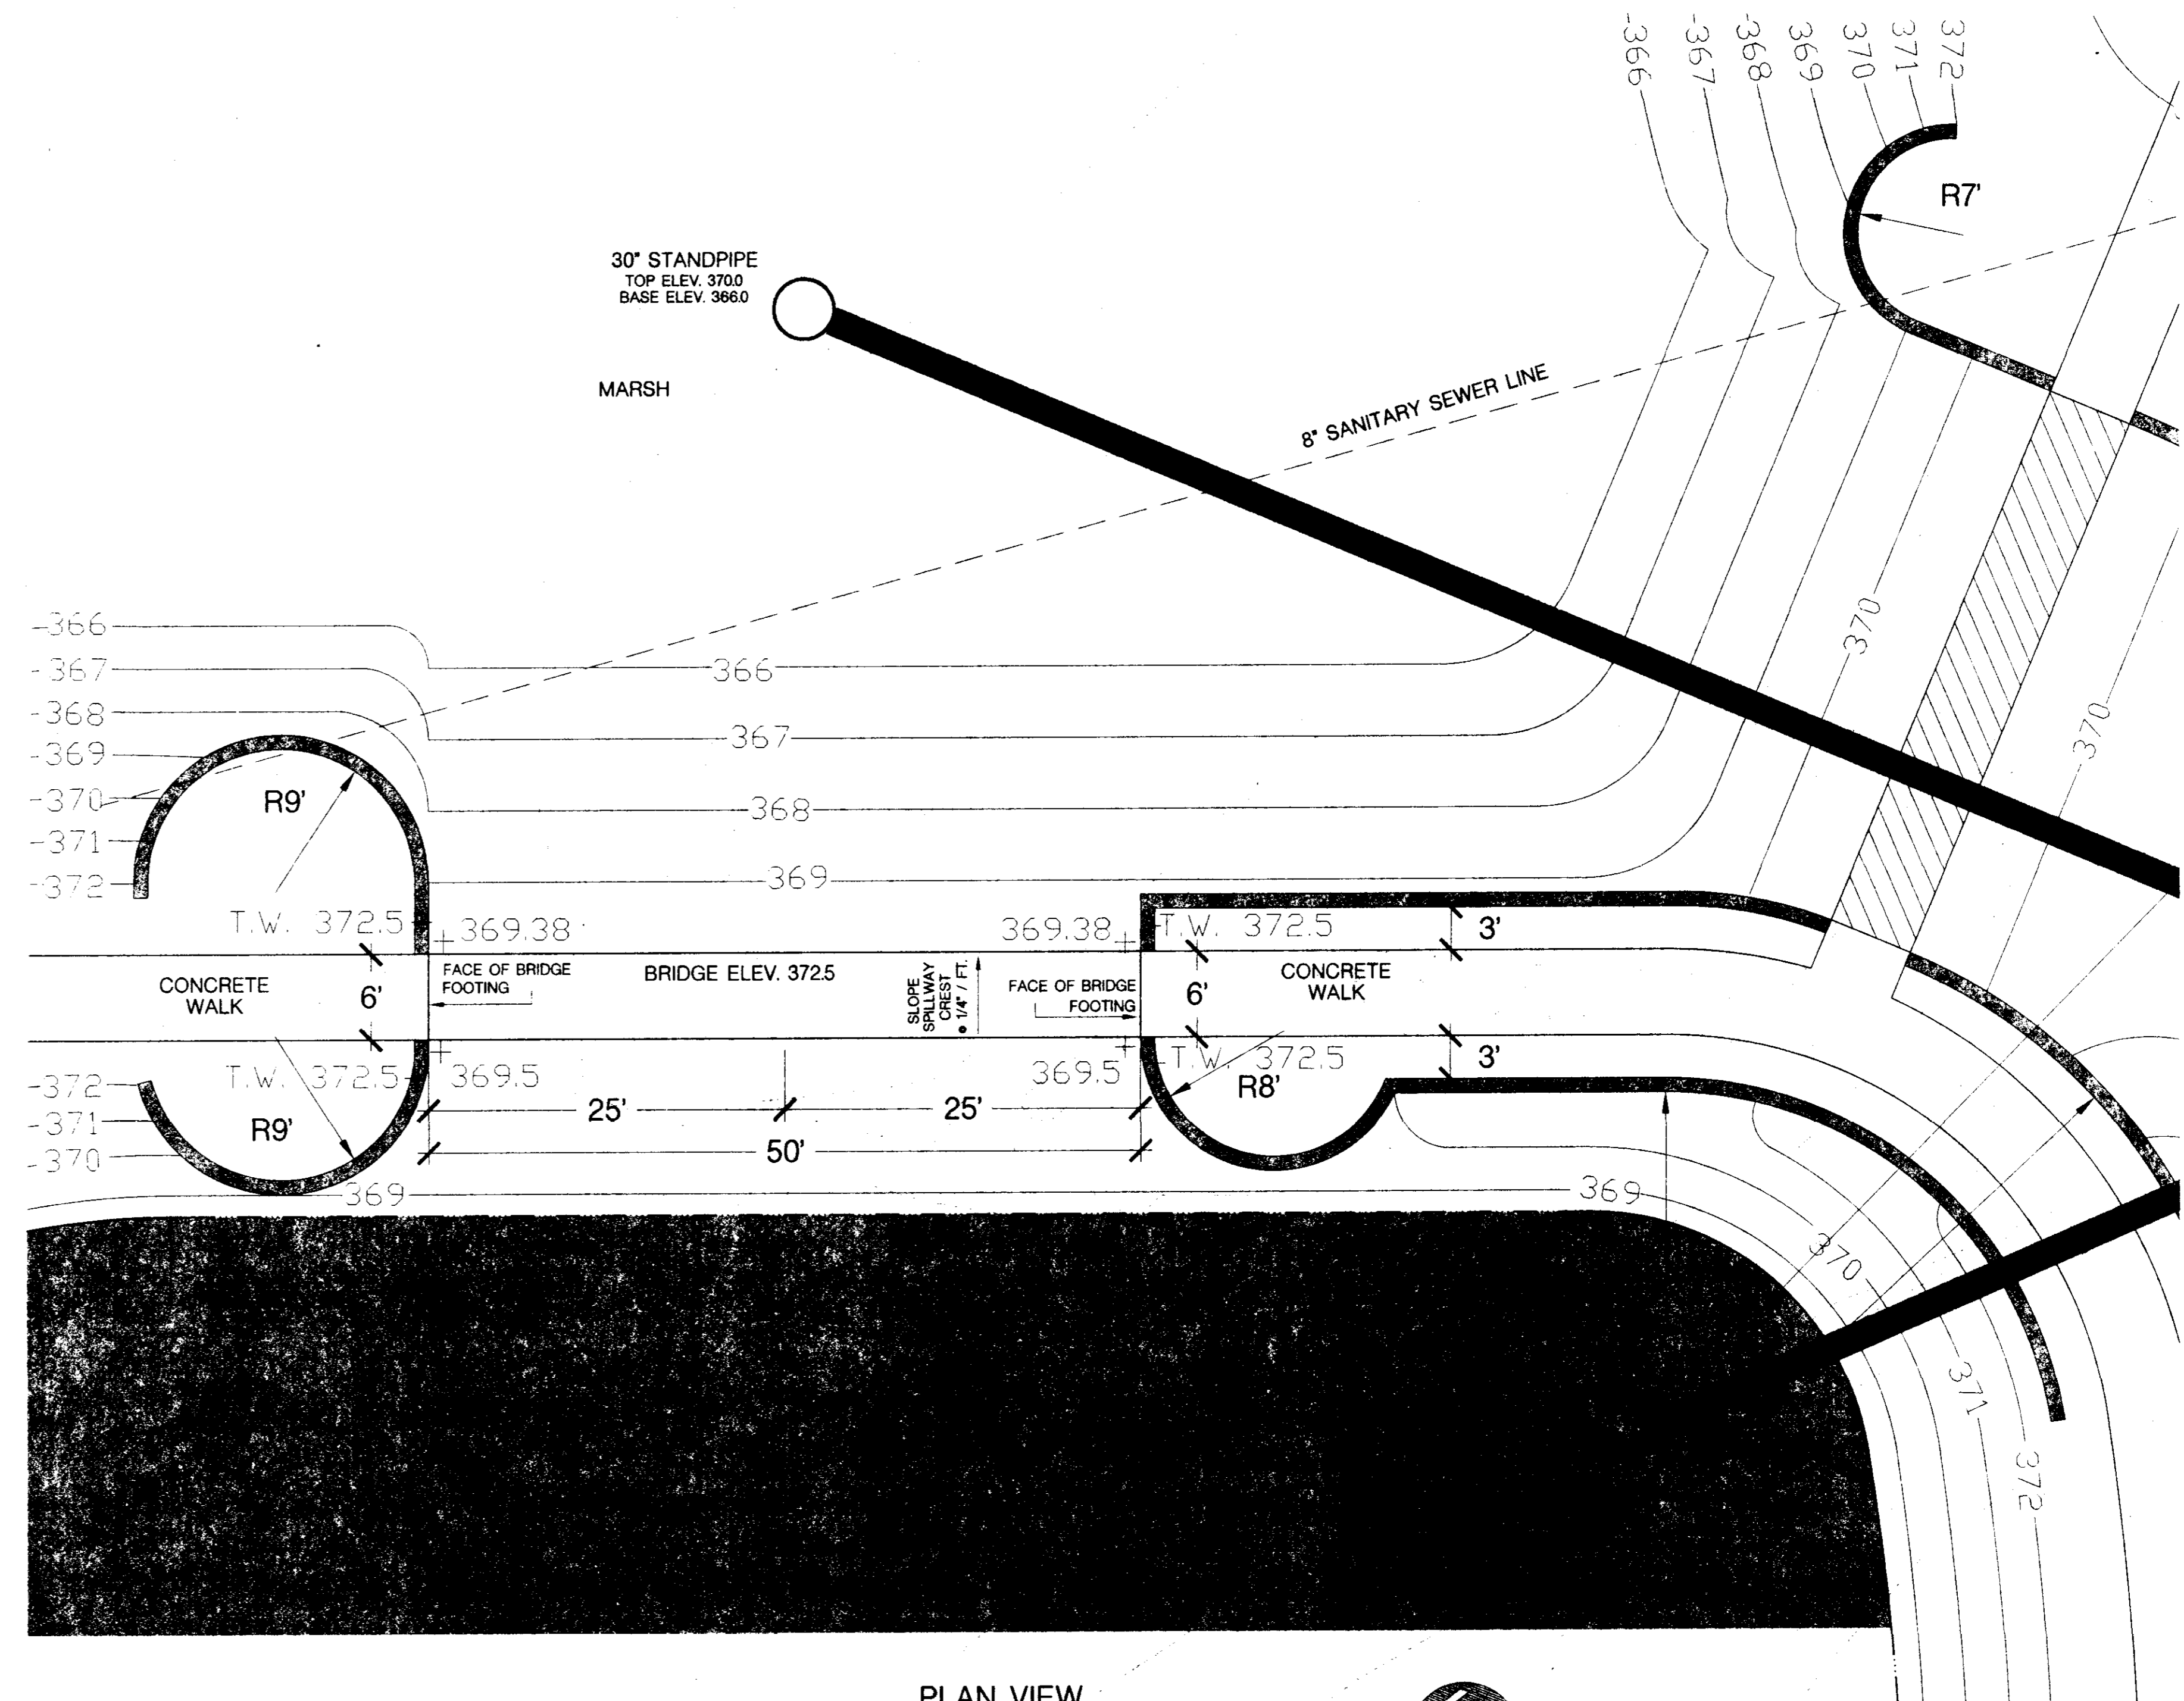 -366
-367
-368
369
370
371
372
R7'
30" STANDPIPE
TOP ELEV. 370.0
BASE ELEV. 366.0
MARSH
8" SANITARY SEWER LINE
-366
-367
-368
-369
-370
-371
-372
366
367
368
369
370
370
R9'
T.W. 372.5
369.38
369.38
T.W. 372.5
3'
CONCRETE
WALK
6'
FACE OF BRIDGE
FOOTING
BRIDGE ELEV. 372.5
SLOPE
SPILLWAY
CREST
@ 1/4" / FT.
FACE OF BRIDGE
FOOTING
6'
CONCRETE
WALK
T.W. 372.5
369.5
369.5
T.W. 372.5
3'
-372
-371
-370
R9'
R8'
25'
25'
50'
369
369
370
371
372
PLAN VIEW